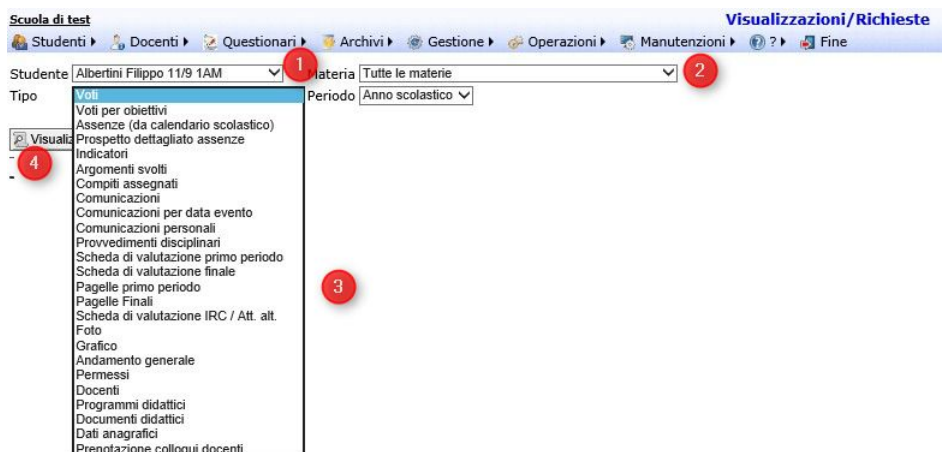 Scuola di test
Visualizzazioni/Richieste
Studenti Docenti Questionari Archivi Gestione Operazioni Manutenzioni ? Fine
Studente Albertini Filippo 11/9 1AM 1 Materia Tutte le materie 2
Tipo Voti Periodo Anno scolastico
Voti per obiettivi
Assenze (da calendario scolastico)
Prospetto dettagliato assenze
Indicatori
4
Argomenti svolti
Compiti assegnati
Comunicazioni
Comunicazioni per data evento
Comunicazioni personali
Provvedimenti disciplinari
Scheda di valutazione primo periodo
Scheda di valutazione finale
3
Pagelle primo periodo
Pagelle Finali
Scheda di valutazione IRC / Att. alt.
Foto
Grafico
Andamento generale
Permessi
Docenti
Programmi didattici
Documenti didattici
Dati anagrafici
Prenotazione colloqui docenti